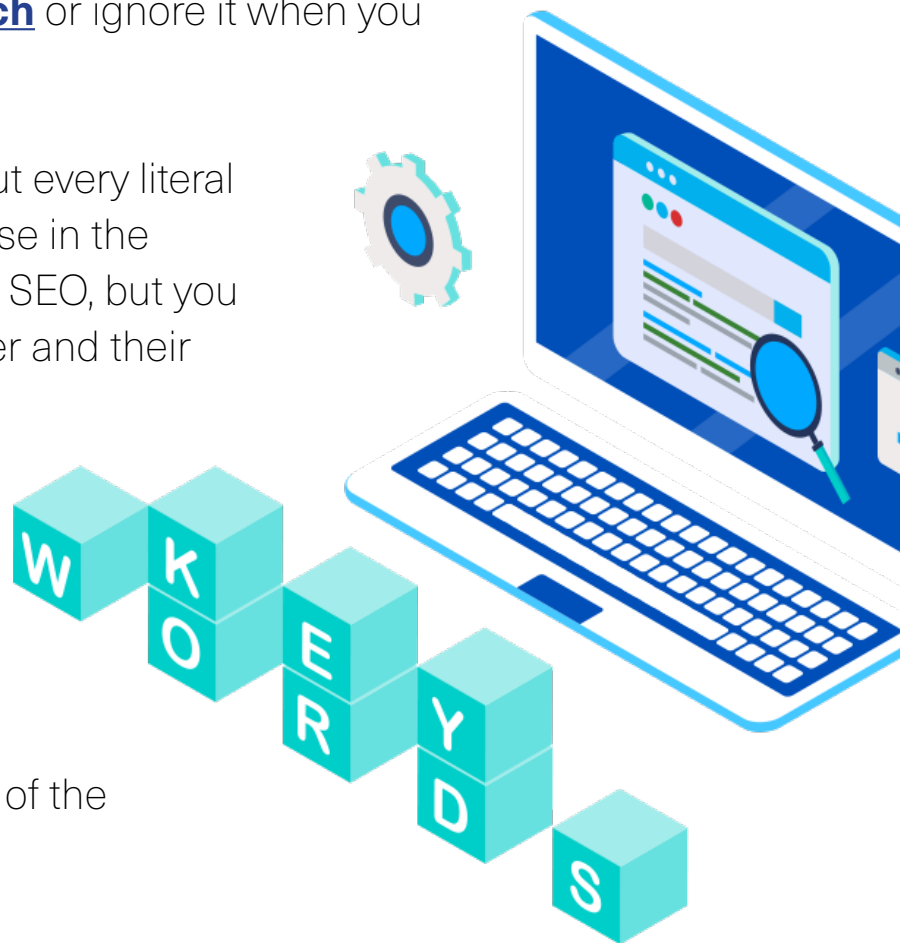 ch or ignore it when you
ut every literal
se in the
SEO, but you
er and their
W K
O E
R Y
D S
of the